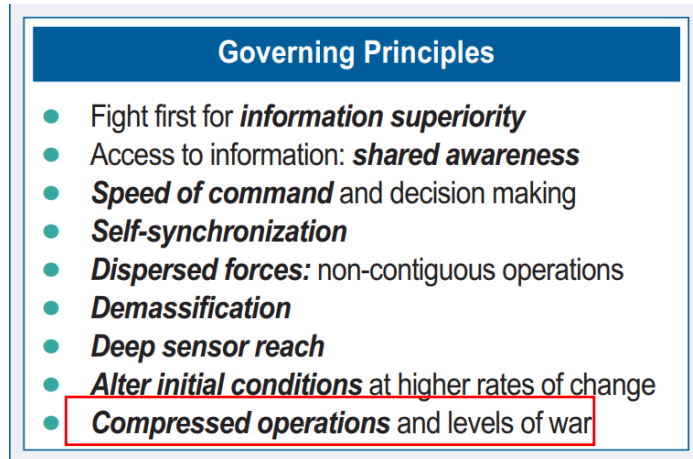 Governing Principles
Fight first for information superiority
Access to information: shared awareness
Speed of command and decision making
Self-synchronization
Dispersed forces: non-contiguous operations
Demassification
Deep sensor reach
Alter initial conditions at higher rates of change
Compressed operations and levels of war